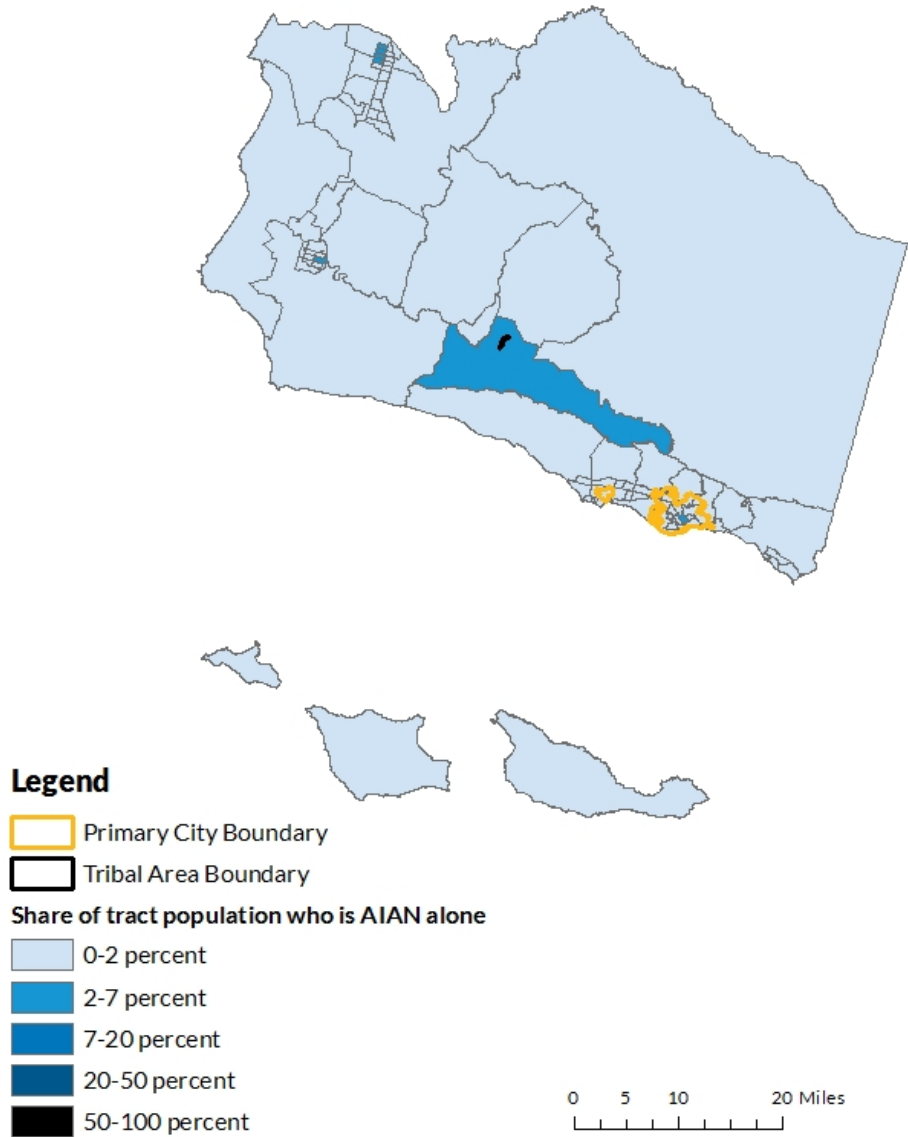 Legend
Primary City Boundary
Tribal Area Boundary
Share of tract population who is AIAN alone
0-2 percent
2-7 percent
7-20 percent
20-50 percent
50-100 percent
0 5 10 20 Miles